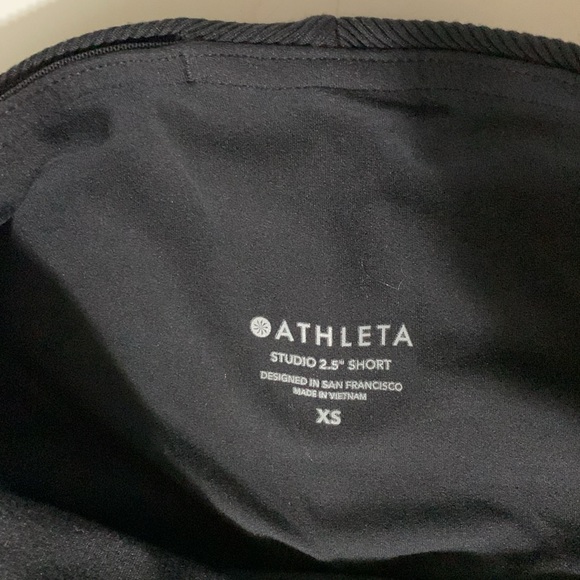 ATHLETA
STUDIO 2.5" SHORT
DESIGNED IN SAN FRANCISCO
MADE IN VIETNAM
XS